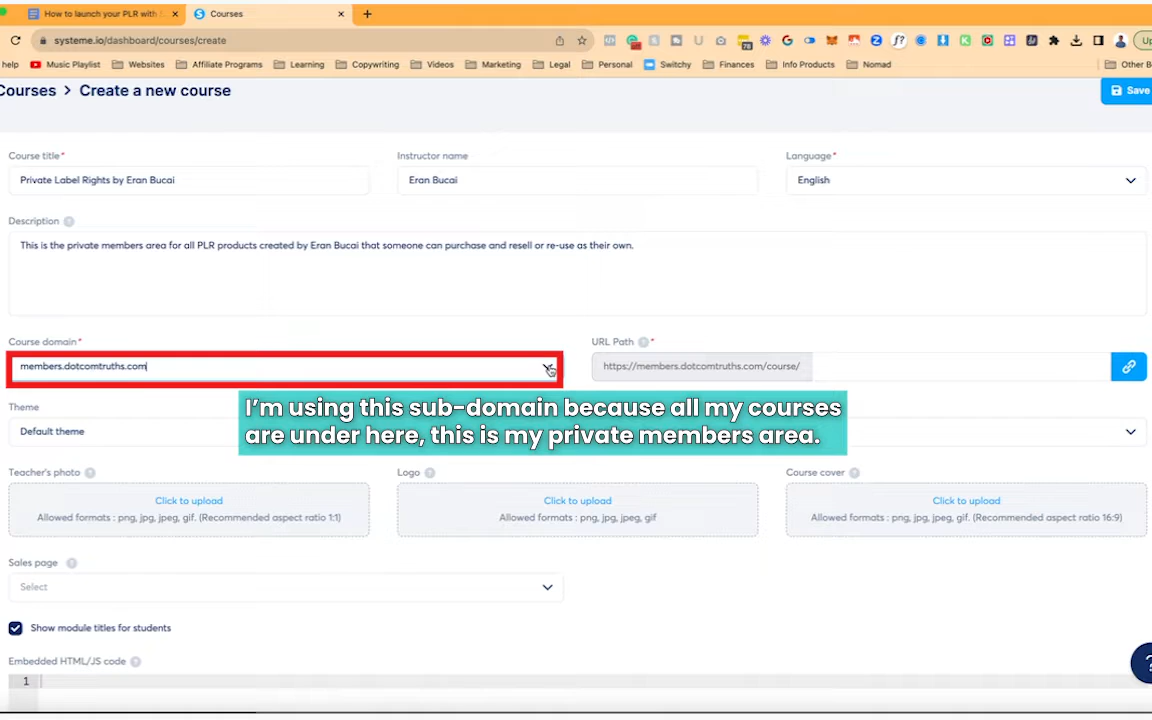 How to launch your PLR with
Courses
systeme.io/dashboard/courses/create
help
Music Playlist
Websites
Affiliate Programs
Learning
Copywriting
Videos
Marketing
Legal
Personal
Switchy
Finances
Info Products
Nomad
Other B
Courses > Create a new course
Save
Course title*
Instructor name
Language*
Private Label Rights by Eran Bucai
Eran Bucai
English
Description
This is the private members area for all PLR products created by Eran Bucai that someone can purchase and resell or re-use as their own.
Course domain*
URL Path *
members.dotcomtruths.com
https://members.dotcomtruths.com/course/
I'm using this sub-domain because all my courses
are under here, this is my private members area.
Theme
Default theme
Teacher's photo
Logo
Course cover
Click to upload
Allowed formats : png, jpg, jpeg, gif. (Recommended aspect ratio 1:1)
Click to upload
Allowed formats : png, jpg, jpeg, gif
Click to upload
Allowed formats : png, jpg, jpeg, gif. (Recommended aspect ratio 16:9)
Sales page
Select
Show module titles for students
Embedded HTML/JS code
1